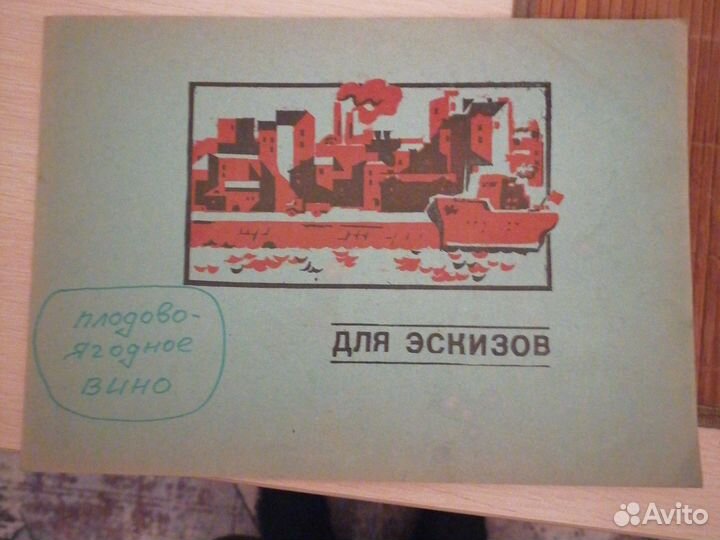 плодово-
ягодное
вино
ДЛЯ ЭСКИЗОВ
Avito